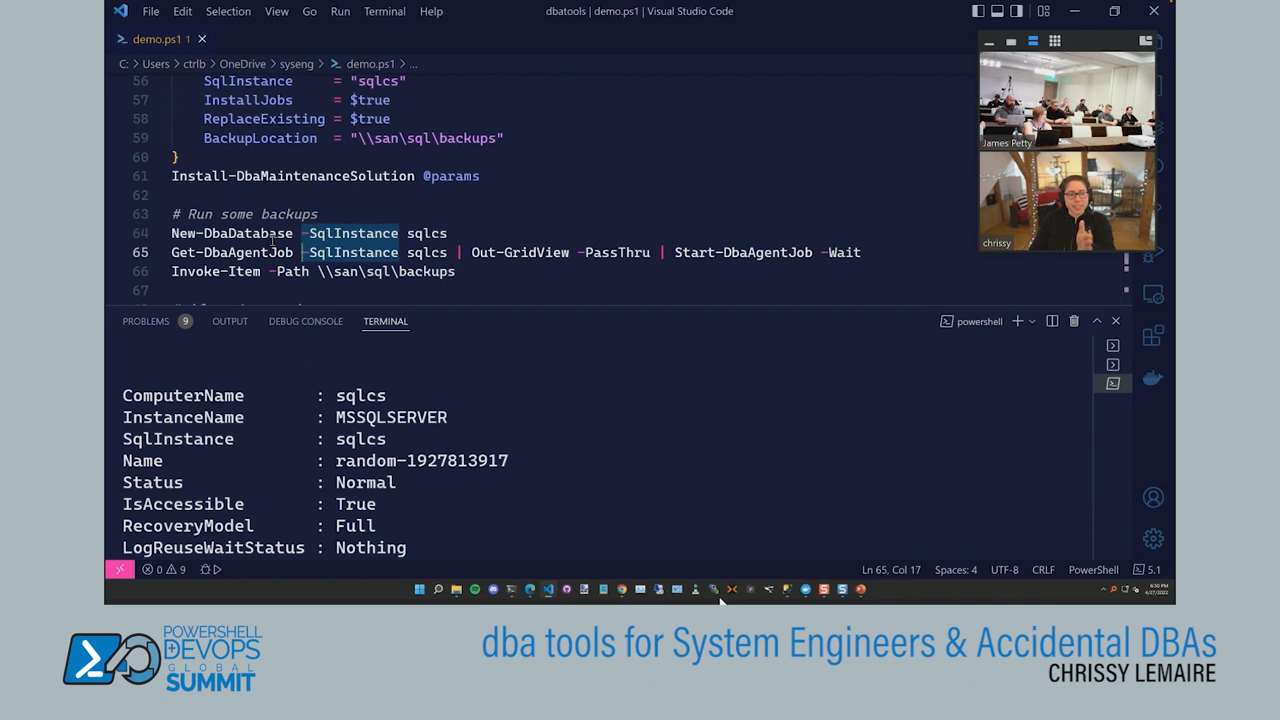 File Edit Selection View Go Run Terminal Help
dbatools | demo.ps1 | Visual Studio Code
demo.ps1 1
C: > Users > ctrlb > OneDrive > syseng > demo.ps1 > ...
56 SqlInstance = "sqlcs"
57 InstallJobs = $true
58 ReplaceExisting = $true
59 BackupLocation = "\\san\sql\backups"
60 }
61 Install-DbaMaintenanceSolution @params
62
63 # Run some backups
64 New-DbaDatabase -SqlInstance sqlcs
65 Get-DbaAgentJob -SqlInstance sqlcs | Out-GridView -PassThru | Start-DbaAgentJob -Wait
66 Invoke-Item -Path \\san\sql\backups
67
James Petty
chrissy
PROBLEMS 9 OUTPUT DEBUG CONSOLE TERMINAL
powershell
ComputerName : sqlcs
InstanceName : MSSQLSERVER
SqlInstance : sqlcs
Name : random-1927813917
Status : Normal
IsAccessible : True
RecoveryModel : Full
LogReuseWaitStatus : Nothing
0 9
Ln 65, Col 17 Spaces: 4 UTF-8 CRLF PowerShell 5.1
6:50 PM
4/27/2022
POWERSHELL
DEVOPS
GLOBAL
SUMMIT
dba tools for System Engineers & Accidental DBAs
CHRISSY LEMAIRE